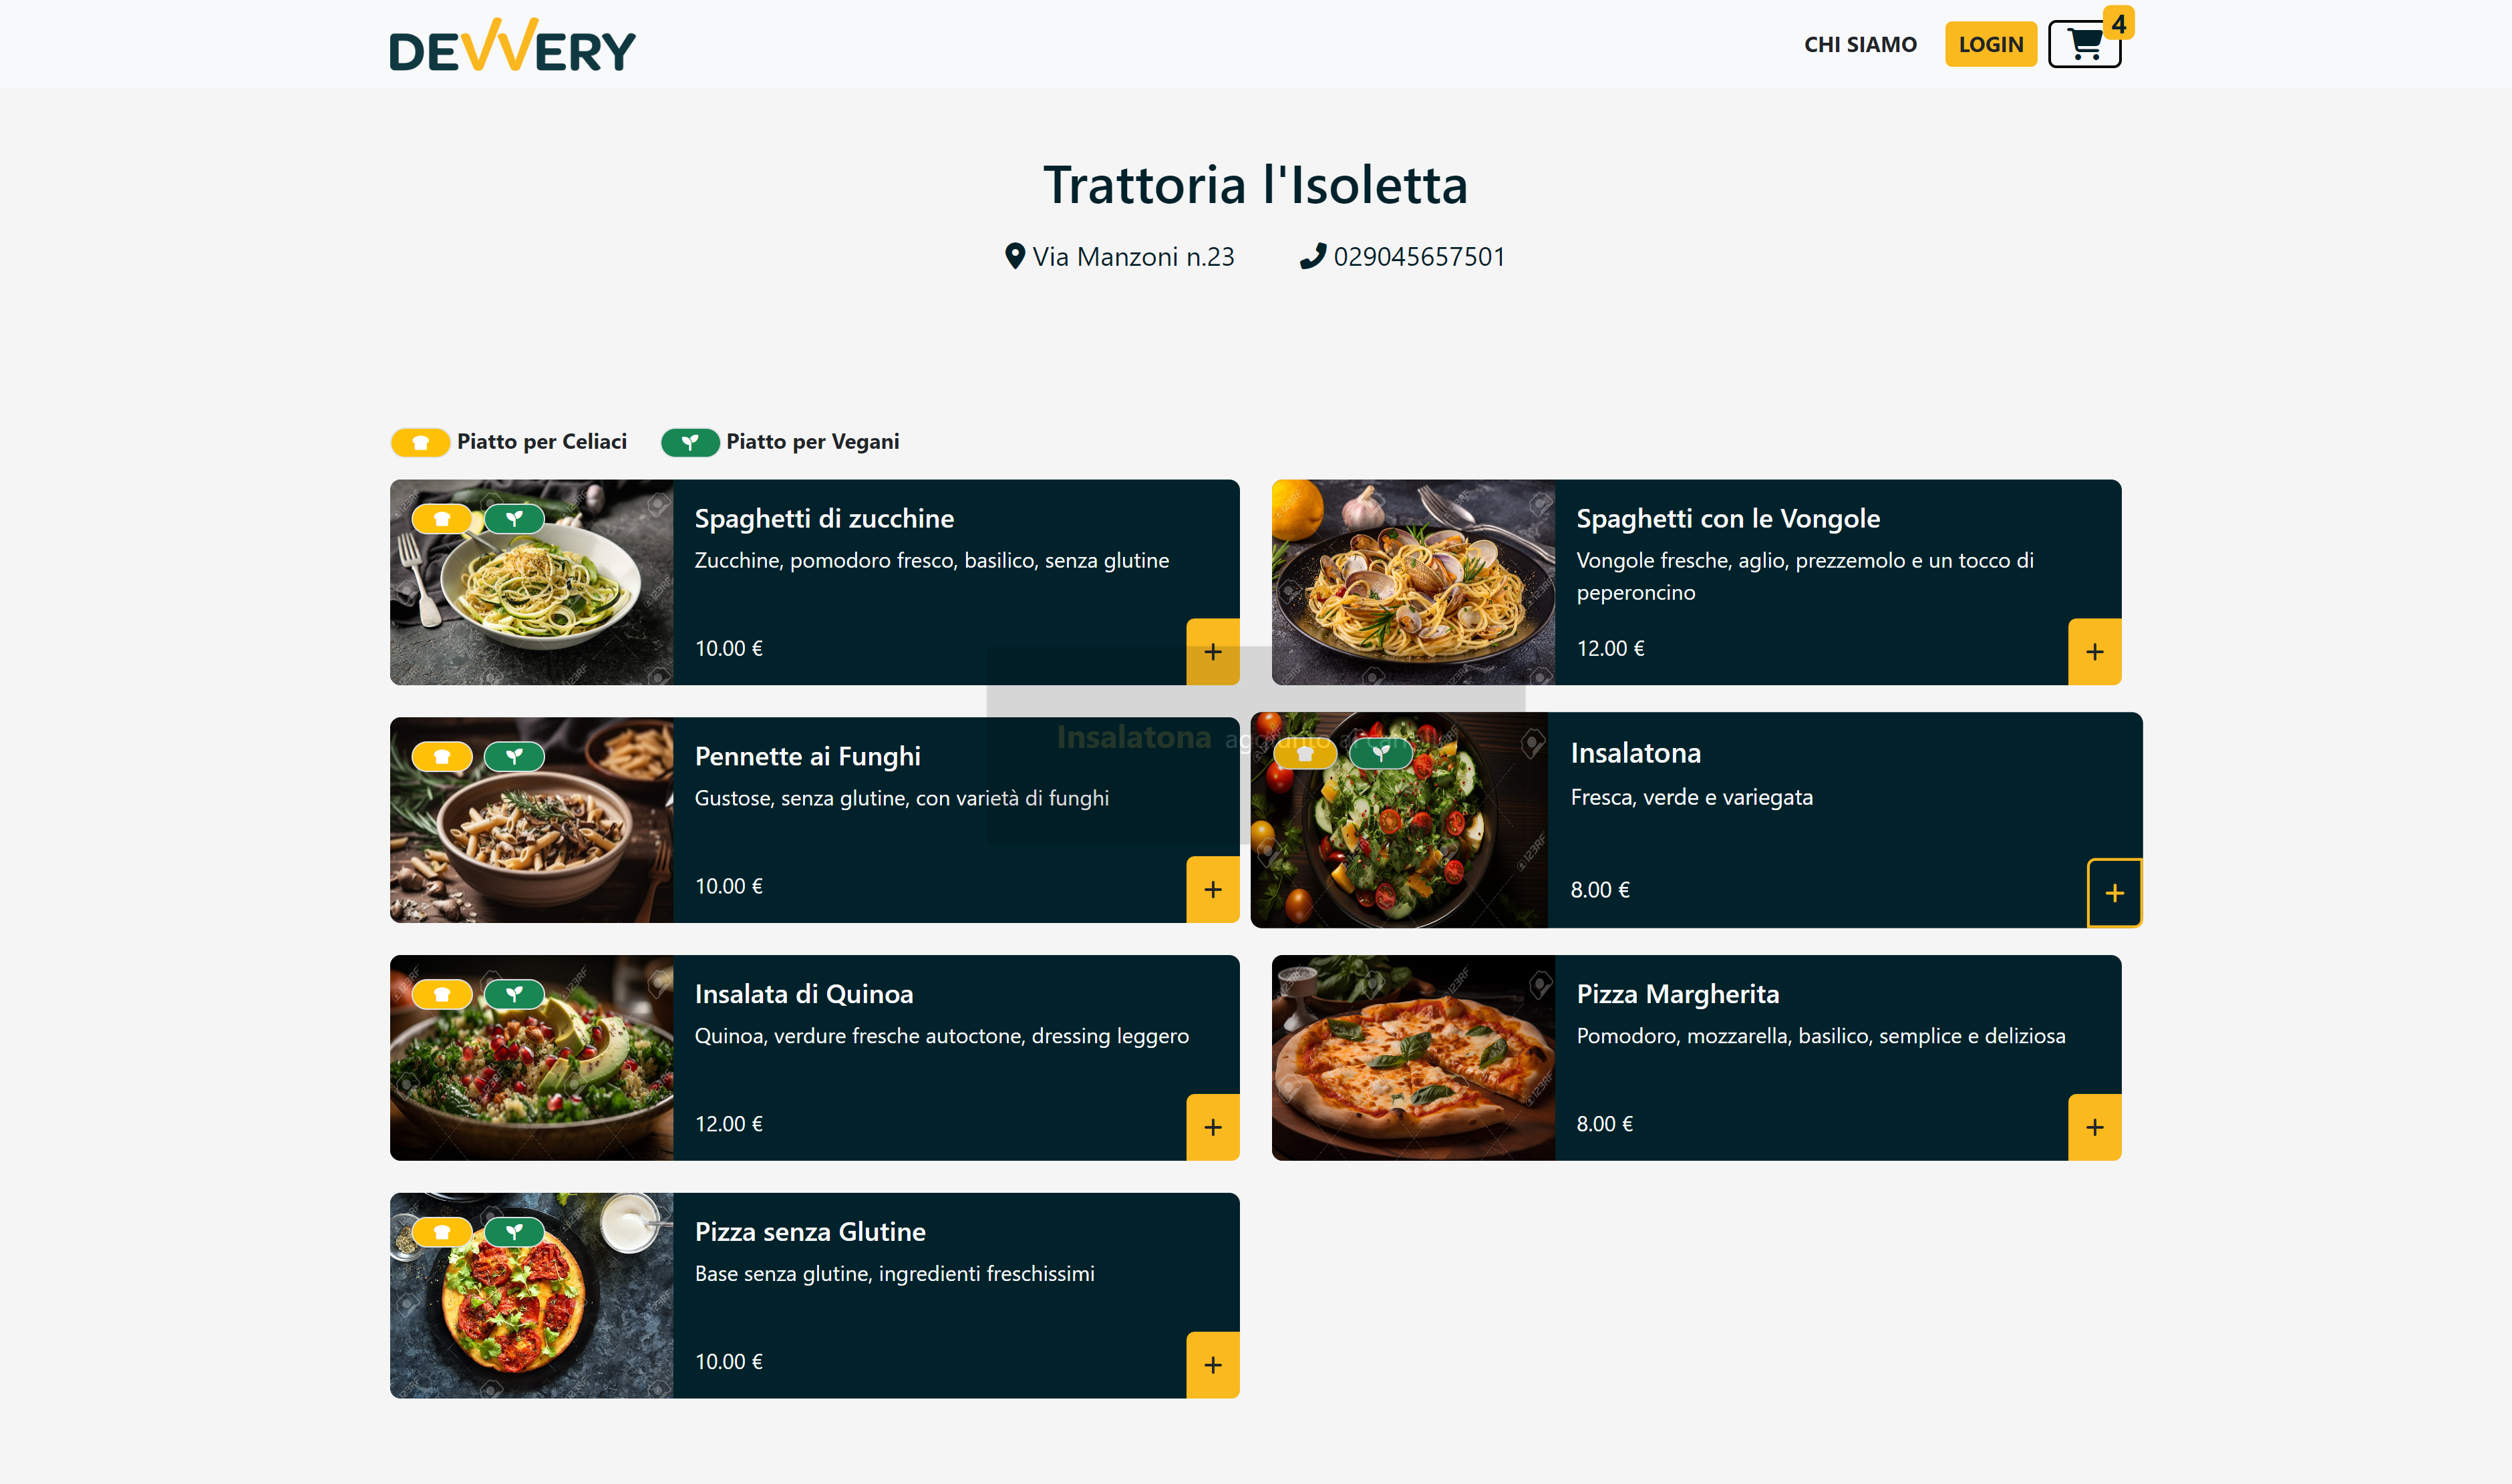 DEVVERY
CHI SIAMO
LOGIN
4
Trattoria l'Isoletta
Via Manzoni n.23
029045657501
Piatto per Celiaci
Piatto per Vegani
Spaghetti di zucchine
Zucchine, pomodoro fresco, basilico, senza glutine
10.00 €
+
Spaghetti con le Vongole
Vongole fresche, aglio, prezzemolo e un tocco di
peperoncino
12.00 €
+
Pennette ai Funghi
Gustose, senza glutine, con varietà di funghi
10.00 €
+
Insalatona
Insalatona
Fresca, verde e variegata
8.00 €
+
Insalata di Quinoa
Quinoa, verdure fresche autoctone, dressing leggero
12.00 €
+
Pizza Margherita
Pomodoro, mozzarella, basilico, semplice e deliziosa
8.00 €
+
Pizza senza Glutine
Base senza glutine, ingredienti freschissimi
10.00 €
+